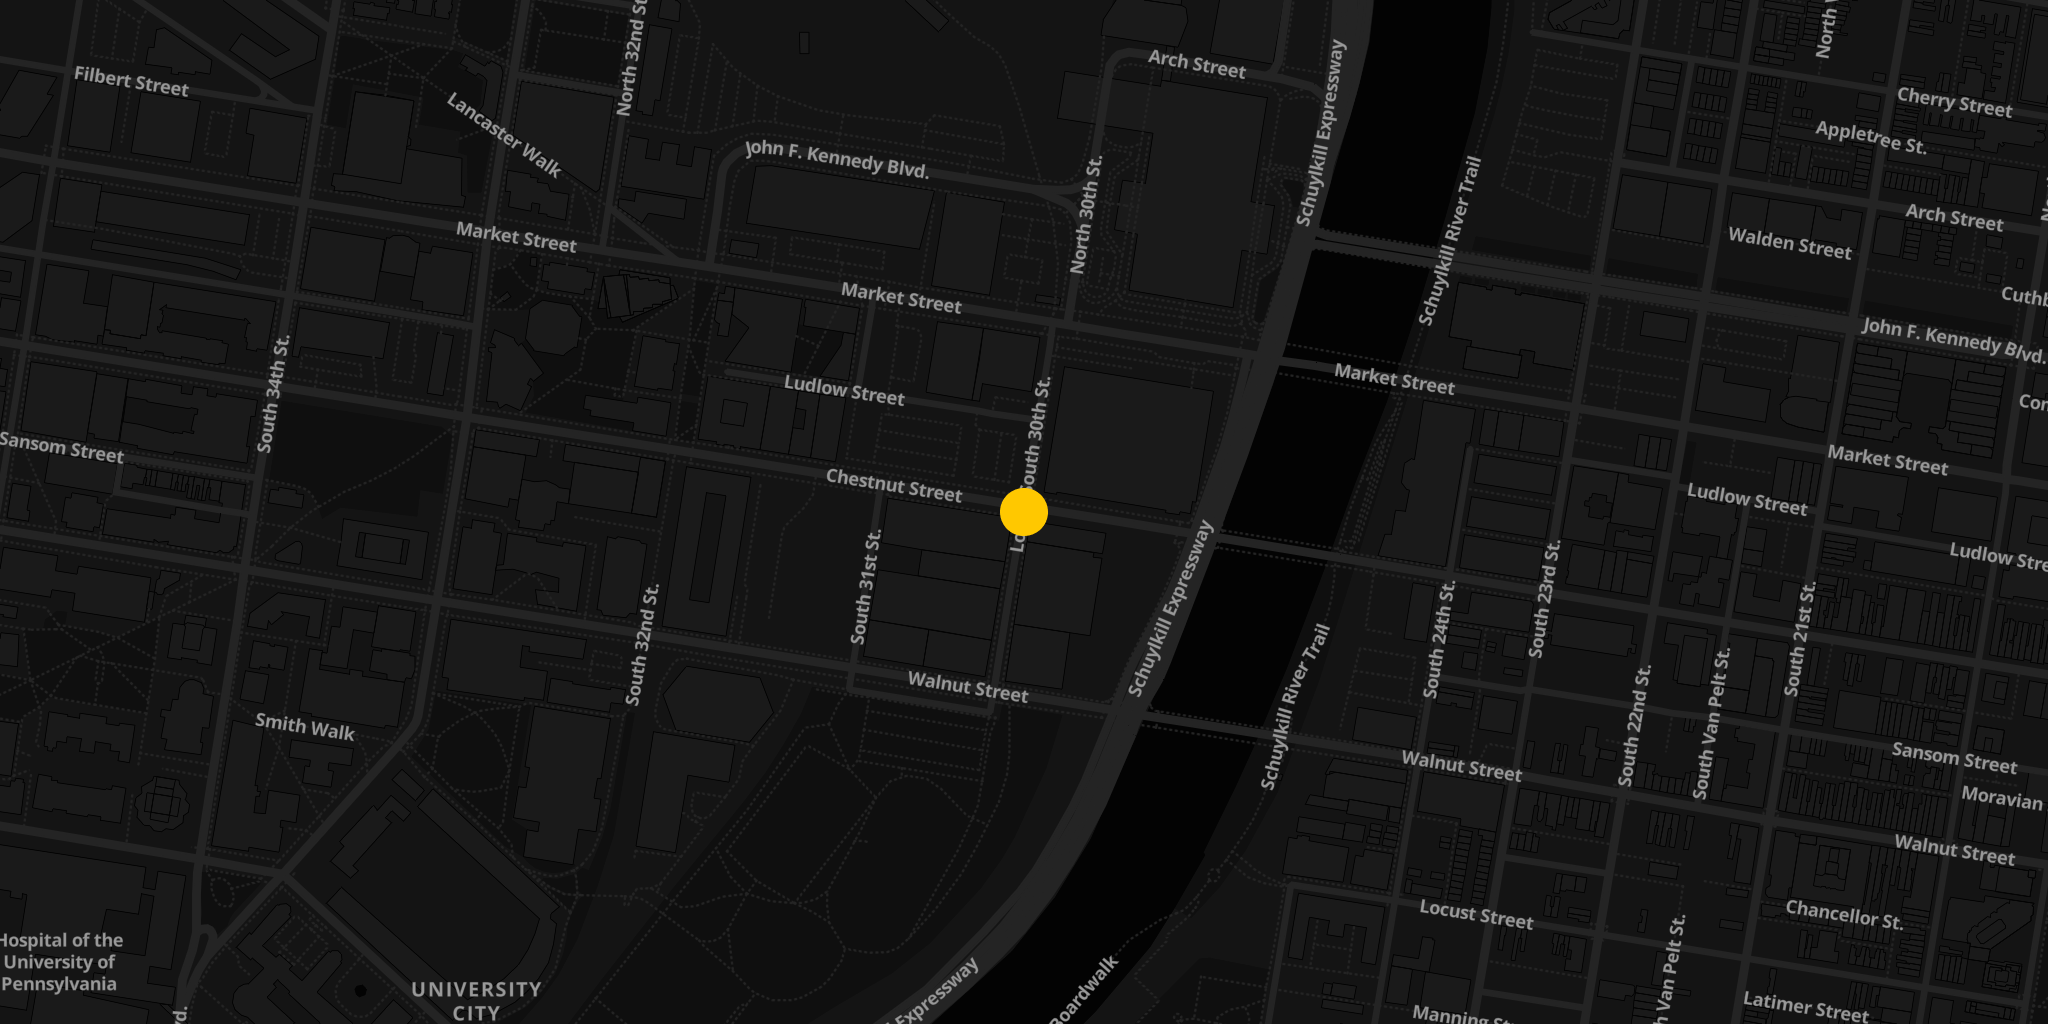 North 32nd St.
Arch Street
Schuylkill Expressway
Filbert Street
Lancaster Walk
Cherry Street
Appletree St.
John F. Kennedy Blvd.
North 30th St.
Schuylkill River Trail
Arch Street
Walden Street
Market Street
Market Street
John F. Kennedy Blvd.
South 34th St.
Ludlow Street
South 30th St.
Market Street
Sansom Street
Chestnut Street
Market Street
Ludlow Street
South 31st St.
Schuylkill Expressway
South 32nd St.
South 24th St.
South 23rd St.
South 21st St.
Smith Walk
Walnut Street
Schuylkill River Trail
South 22nd St.
South Van Pelt St.
Walnut Street
Sansom Street
Moravian
Walnut Street
Hospital of the
University of
Pennsylvania
UNIVERSITY
CITY
Expressway
Boardwalk
Locust Street
Chancellor St.
Van Pelt St.
Latimer Street